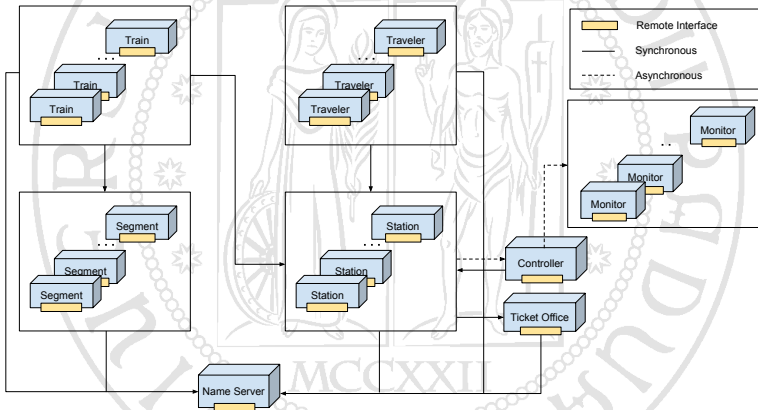 Train
...
Train
Train
Traveler
...
Traveler
Traveler
Remote Interface
Synchronous
Asynchronous
Monitor
..
Monitor
Monitor
Segment
...
Segment
Segment
Station
...
Station
Station
Controller
Ticket Office
Name Server
MCCXXII